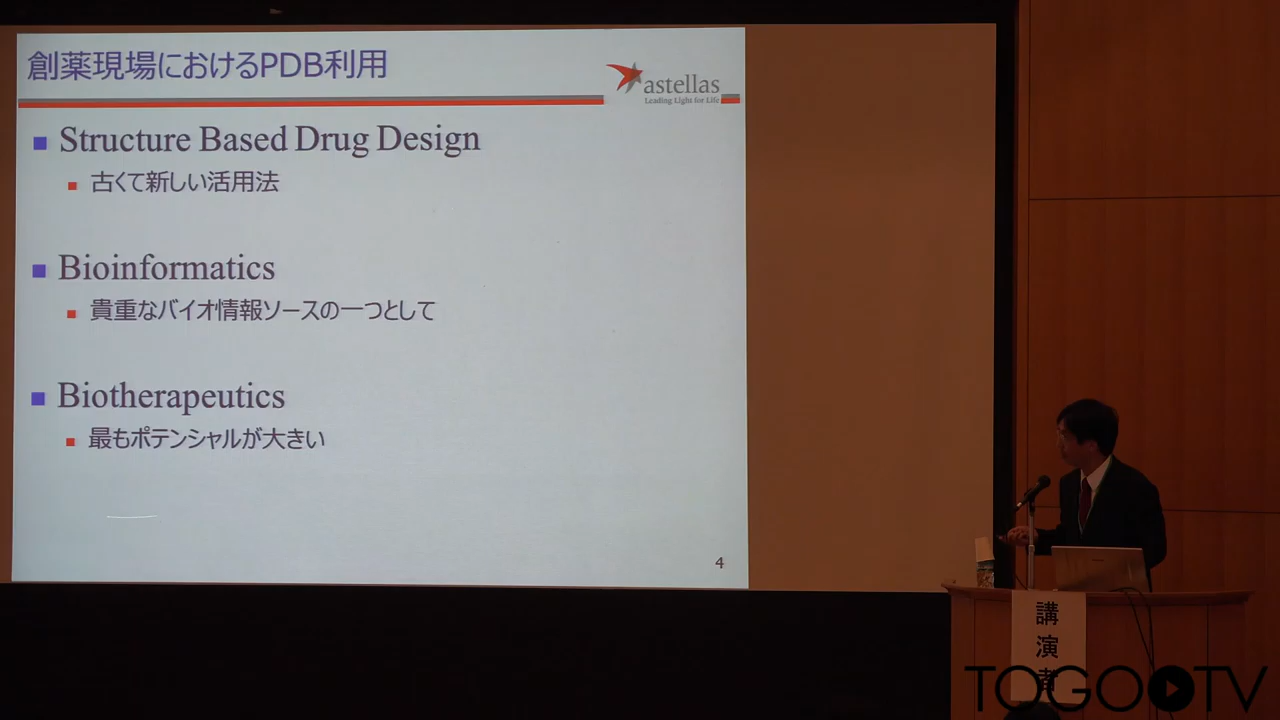 創薬現場におけるPDB利用
astellas
Leading Light for Life
Structure Based Drug Design
古くて新しい活用法
Bioinformatics
貴重なバイオ情報ソースの一つとして
Biotherapeutics
最もポテンシャルが大きい
4
講演者
TOGOTV